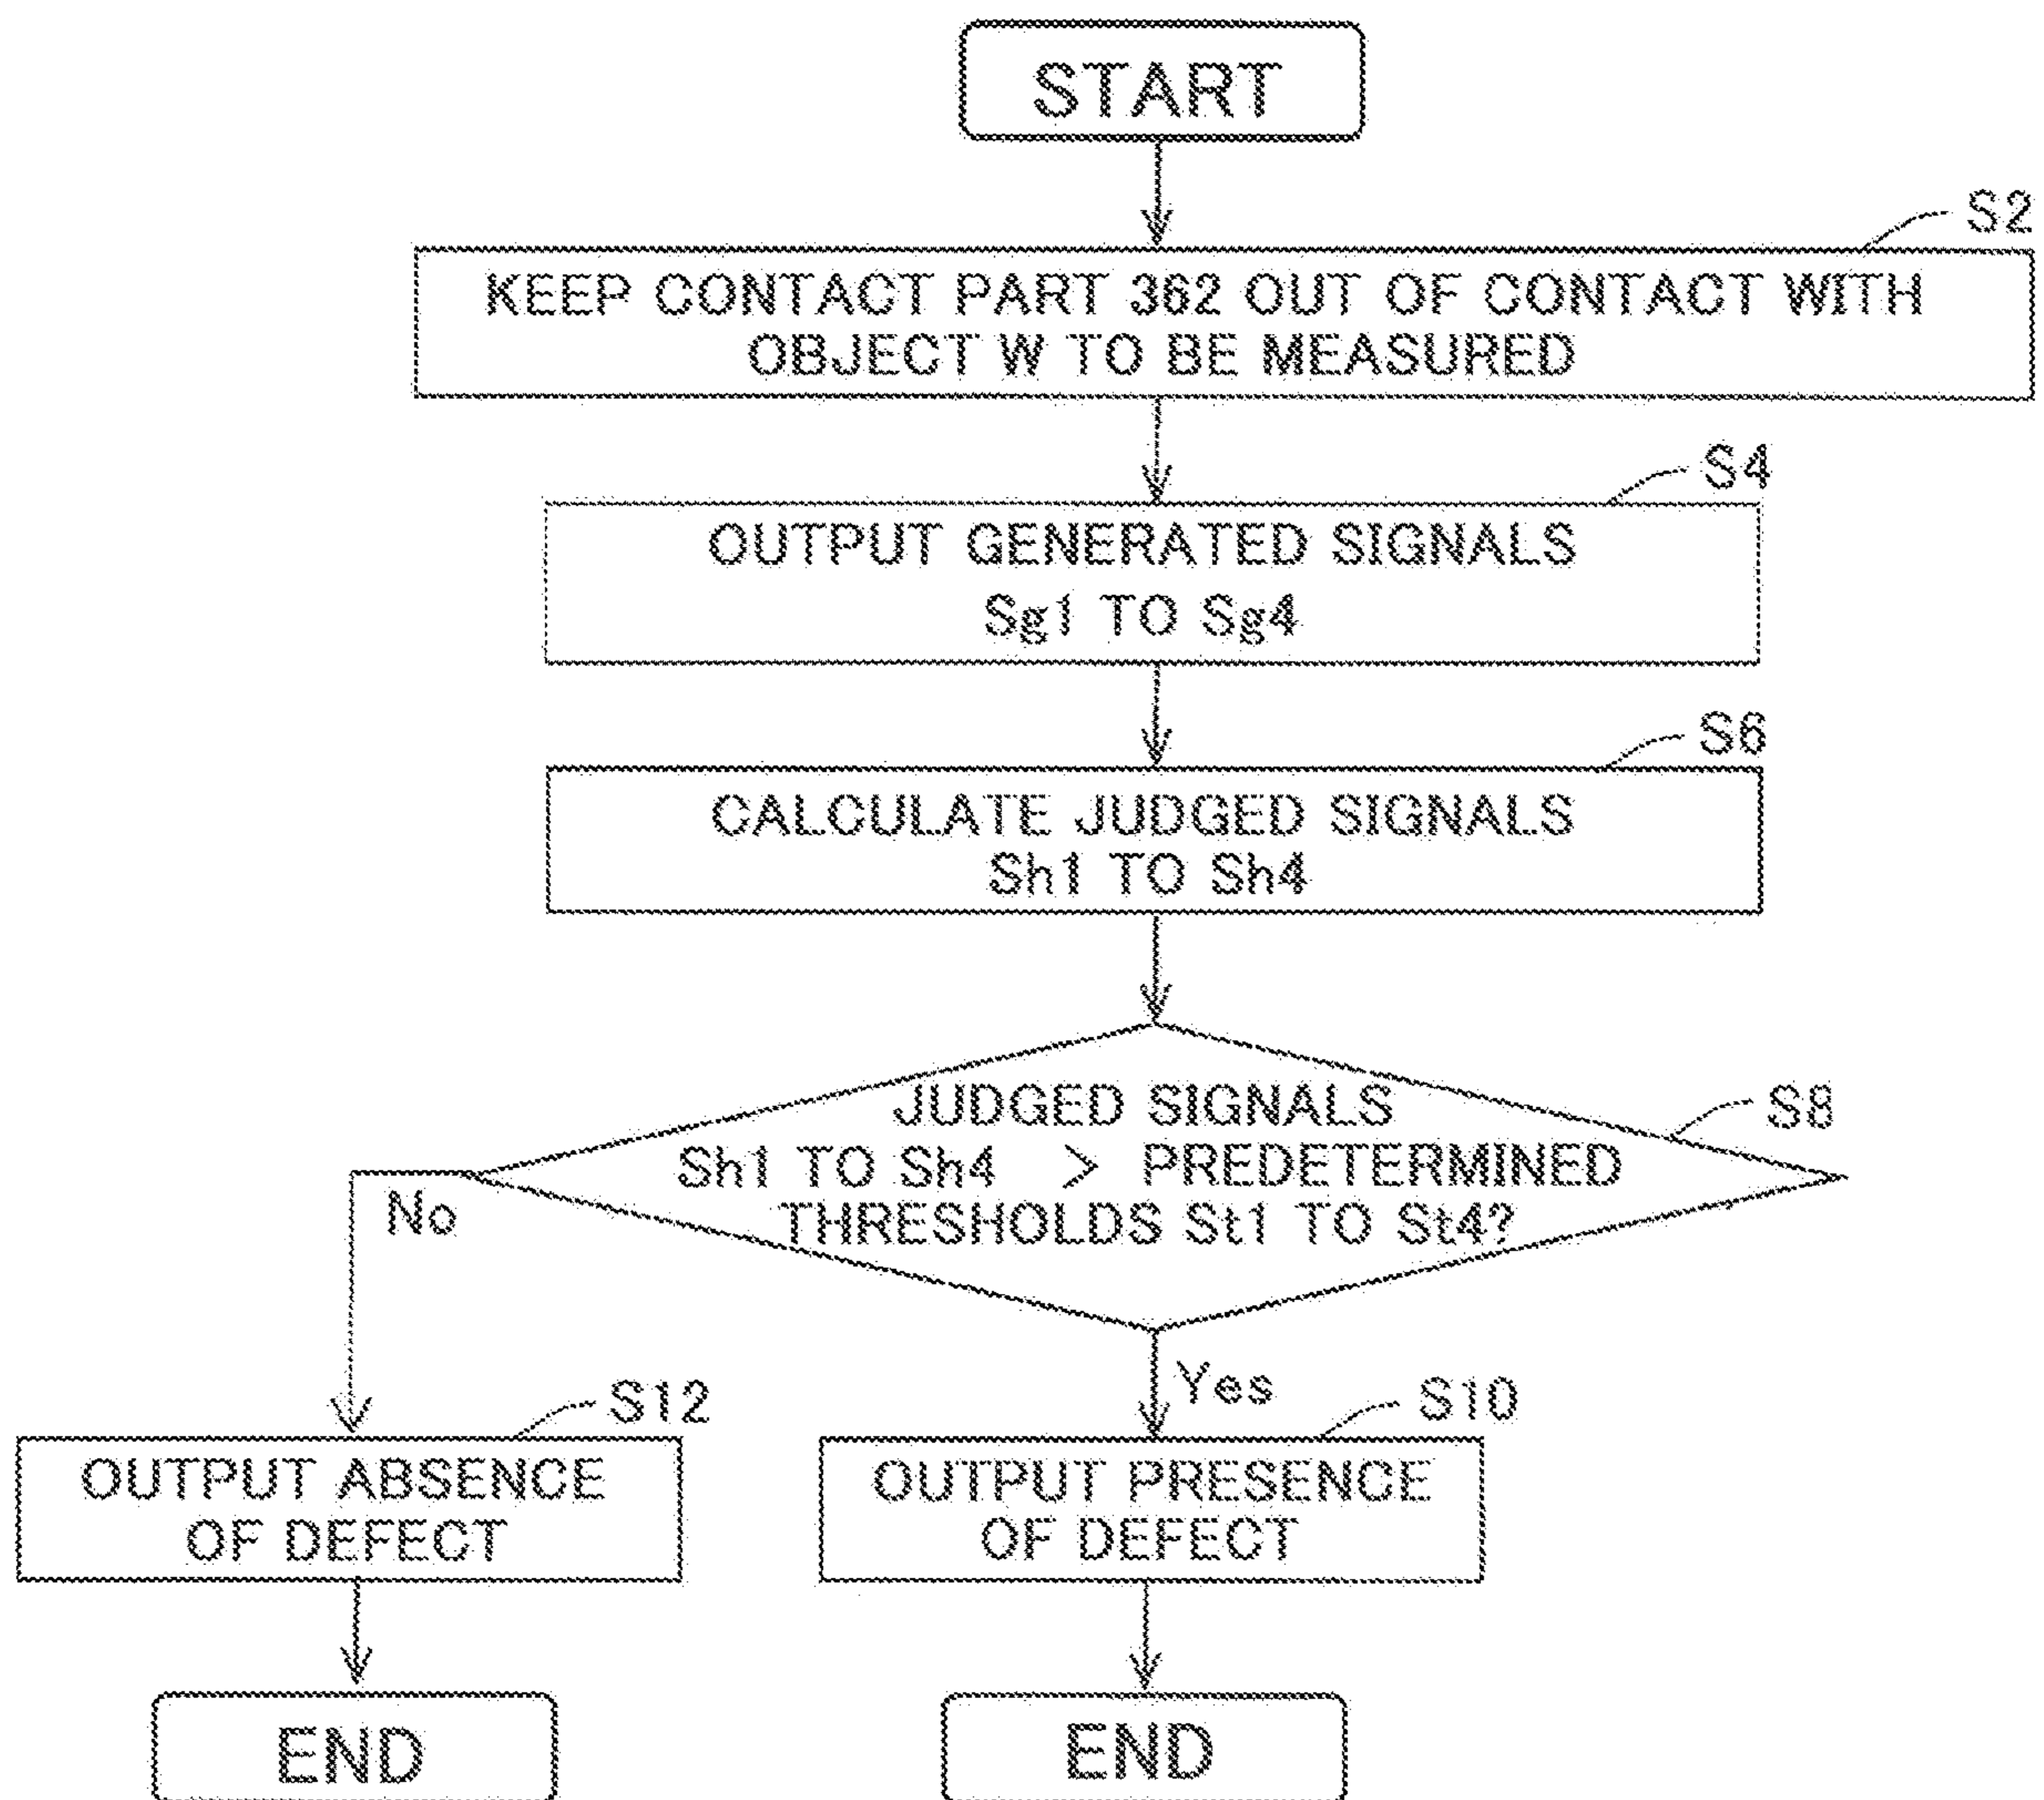 START
S2
KEEP CONTACT PART 362 OUT OF CONTACT WITH
OBJECT W TO BE MEASURED
S4
OUTPUT GENERATED SIGNALS
Sg1 TO Sg4
S6
CALCULATE JUDGED SIGNALS
Sh1 TO Sh4
S8
JUDGED SIGNALS
Sh1 TO Sh4 > PREDETERMINED
THRESHOLDS St1 TO St4?
No
Yes
S12
OUTPUT ABSENCE
OF DEFECT
S10
OUTPUT PRESENCE
OF DEFECT
END
END